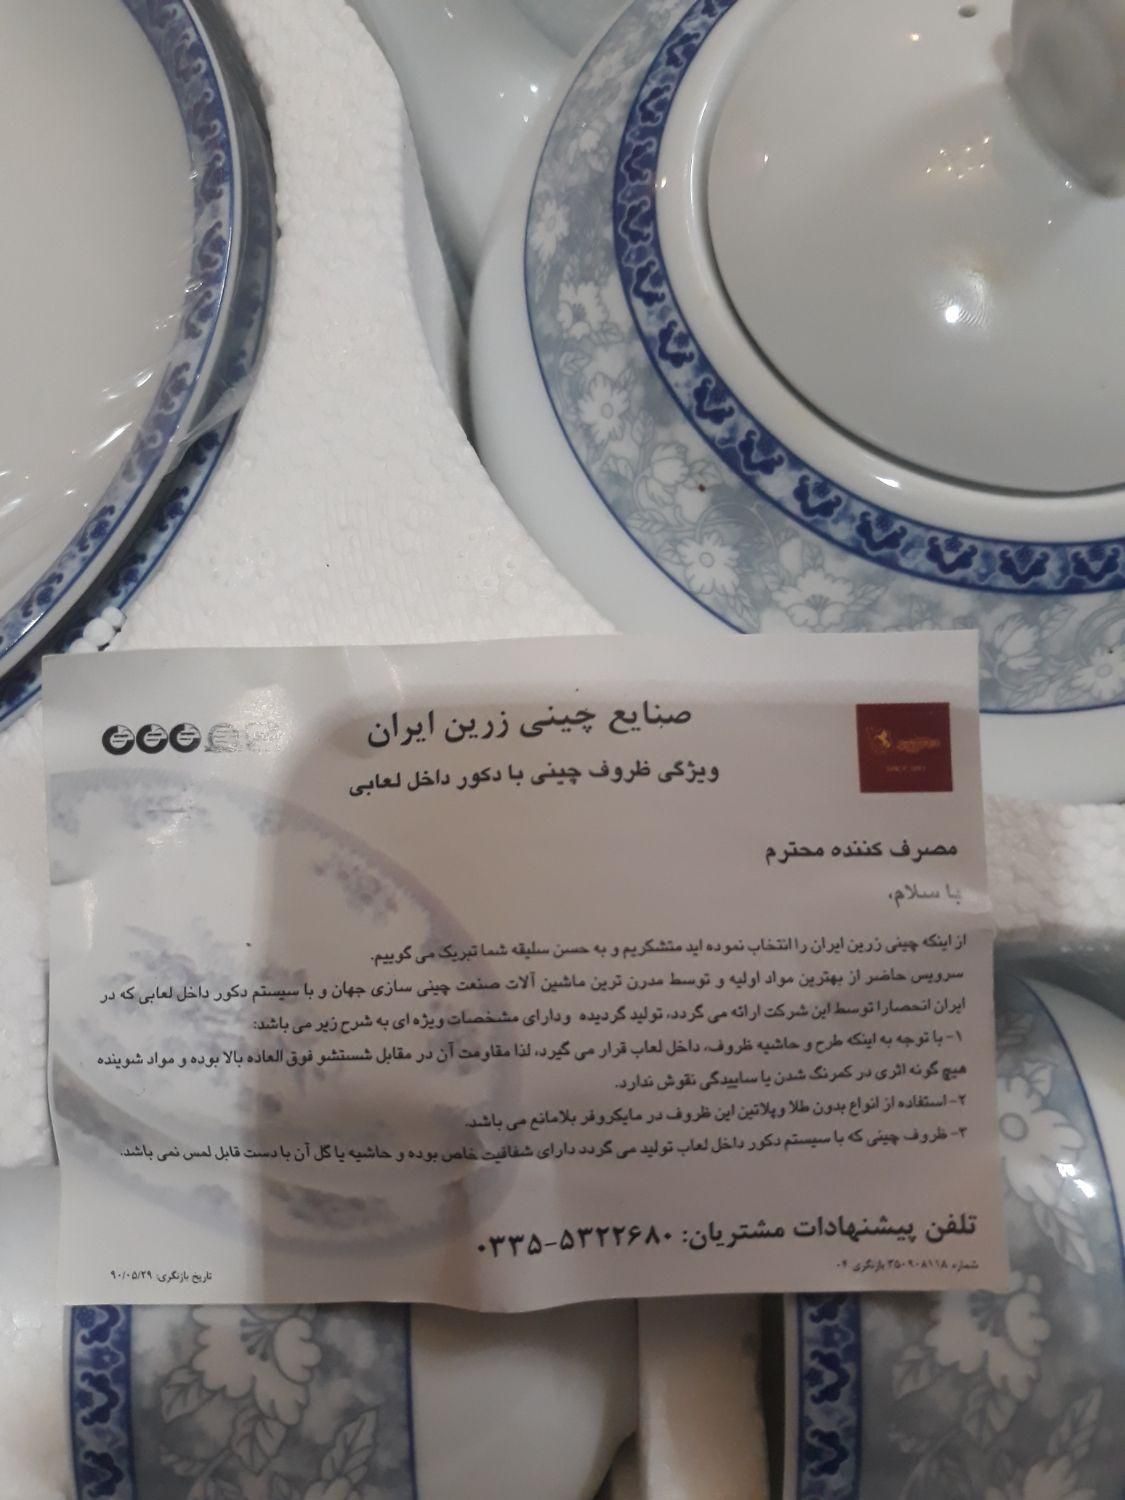 صنایع چینی زرین ایران
ویژگی ظروف چینی با دکور داخل لعابی
مصرف کننده محترم
با سلام،
از اینکه چینی زرین ایران را انتخاب نموده اید متشکریم و به حسن سلیقه شما تبریک می گوییم.
سرویس حاضر از بهترین مواد اولیه و توسط مدرن ترین ماشین آلات صنعت چینی سازی جهان و با سیستم دکور داخل لعابی که در
ایران انحصارا توسط این شرکت ارائه می گردد، تولید گردیده ودارای مشخصات ویژه ای به شرح زیر می باشد:
۱- با توجه به اینکه طرح و حاشیه ظروف، داخل لعاب قرار می گیرد، لذا مقاومت آن در مقابل شستشو فوق العاده بالا بوده و مواد شوینده
هیچ گونه اثری در کمرنگ شدن یا ساییدگی نقوش ندارد.
۲- استفاده از انواع بدون طلا وپلاتین این ظروف در مایکروفر بلامانع می باشد.
۳- ظروف چینی که با سیستم دکور داخل لعاب تولید می گردد دارای شفافیت خاص بوده و حاشیه یا گل آن با دست قابل لمس نمی باشد.
تلفن پیشنهادات مشتریان: ۵۳۲۲۶۸۰-۰۳۳۵
شماره ۳۵۰۹۰۸۱۱۸ بازنگری ۰۴
تاریخ بازنگری: ۹۰/۰۵/۲۹